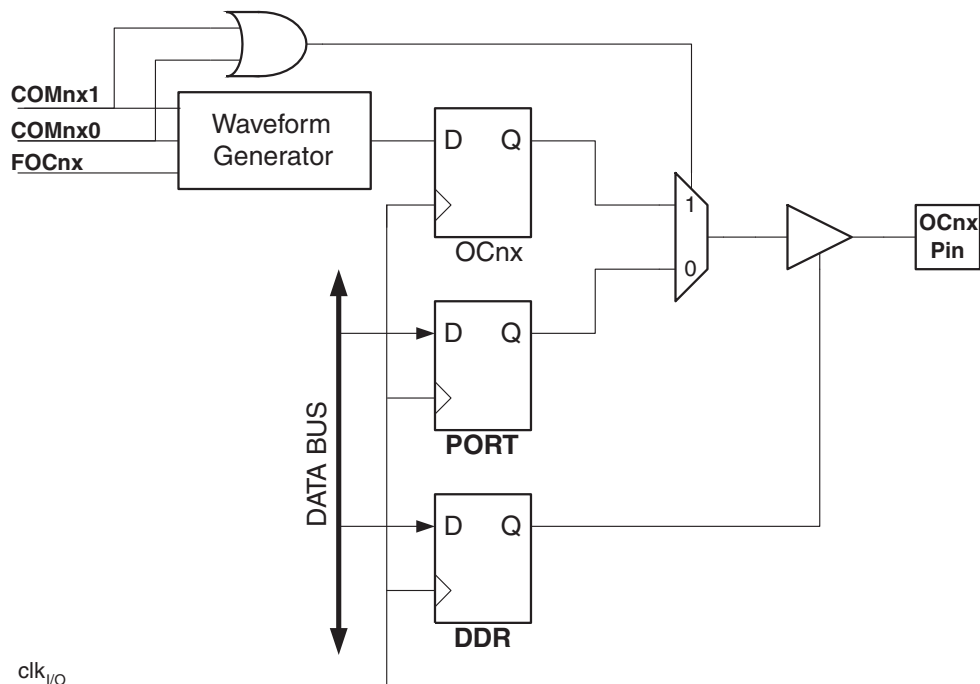 COMnx1
COMnx0
FOCnx
Waveform
Generator
D Q
OCnx
1
0
OCnx
Pin
D Q
PORT
DATA BUS
D Q
DDR
clkI/O